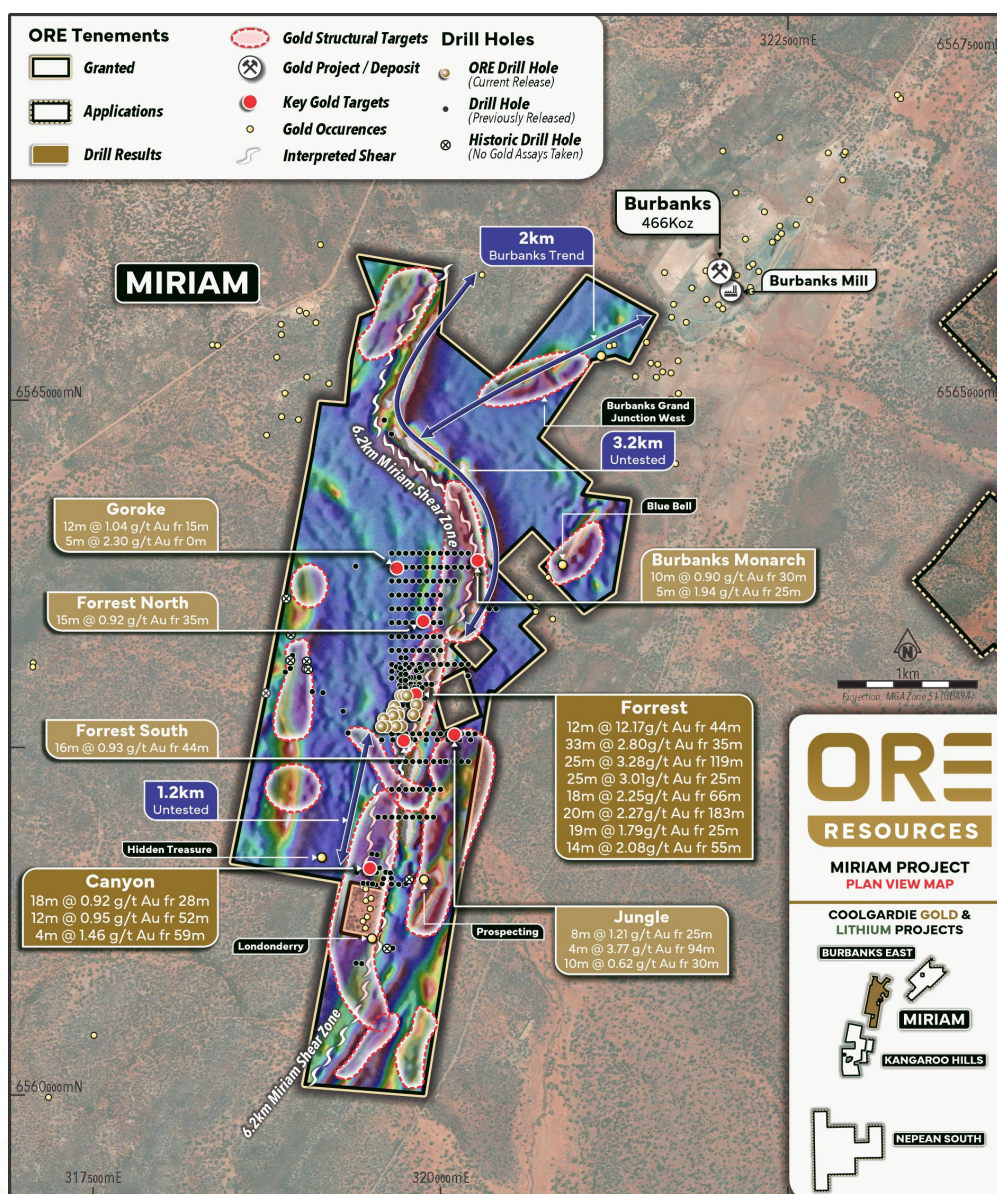 ORE Tenements
Granted
Applications
Drill Results
Gold Structural Targets
Gold Project / Deposit
Key Gold Targets
Gold Occurences
Interpreted Shear
Drill Holes
ORE Drill Hole
(Current Release)
Drill Hole
(Previously Released)
Historic Drill Hole
(No Gold Assays Taken)
322500mE
6567500mN
MIRIAM
2km
Burbanks Trend
Burbanks
466Koz
Burbanks Mill
6565000mN
6565000mN
Burbanks Grand
Junction West
3.2km
Untested
6.2km Miriam Shear Zone
Goroke
12m @ 1.04 g/t Au fr 15m
5m @ 2.30 g/t Au fr 0m
Blue Bell
Burbanks Monarch
10m @ 0.90 g/t Au fr 30m
5m @ 1.94 g/t Au fr 25m
Forrest North
15m @ 0.92 g/t Au fr 35m
N
1km
Projection: MGA Zone 51 (GDA94)
Forrest South
16m @ 0.93 g/t Au fr 44m
Forrest
12m @ 12.17g/t Au fr 44m
33m @ 2.80g/t Au fr 35m
25m @ 3.28g/t Au fr 119m
25m @ 3.01g/t Au fr 25m
18m @ 2.25g/t Au fr 66m
20m @ 2.27g/t Au fr 183m
19m @ 1.79g/t Au fr 25m
14m @ 2.08g/t Au fr 55m
1.2km
Untested
Hidden Treasure
Canyon
18m @ 0.92 g/t Au fr 28m
12m @ 0.95 g/t Au fr 52m
4m @ 1.46 g/t Au fr 59m
Londonderry
Prospecting
Jungle
8m @ 1.21 g/t Au fr 25m
4m @ 3.77 g/t Au fr 94m
10m @ 0.62 g/t Au fr 30m
6.2km Miriam Shear Zone
6560000mN
317500mE
320000mE
ORE
RESOURCES
MIRIAM PROJECT
PLAN VIEW MAP
COOLGARDIE GOLD &
LITHIUM PROJECTS
BURBANKS EAST
MIRIAM
KANGAROO HILLS
NEPEAN SOUTH